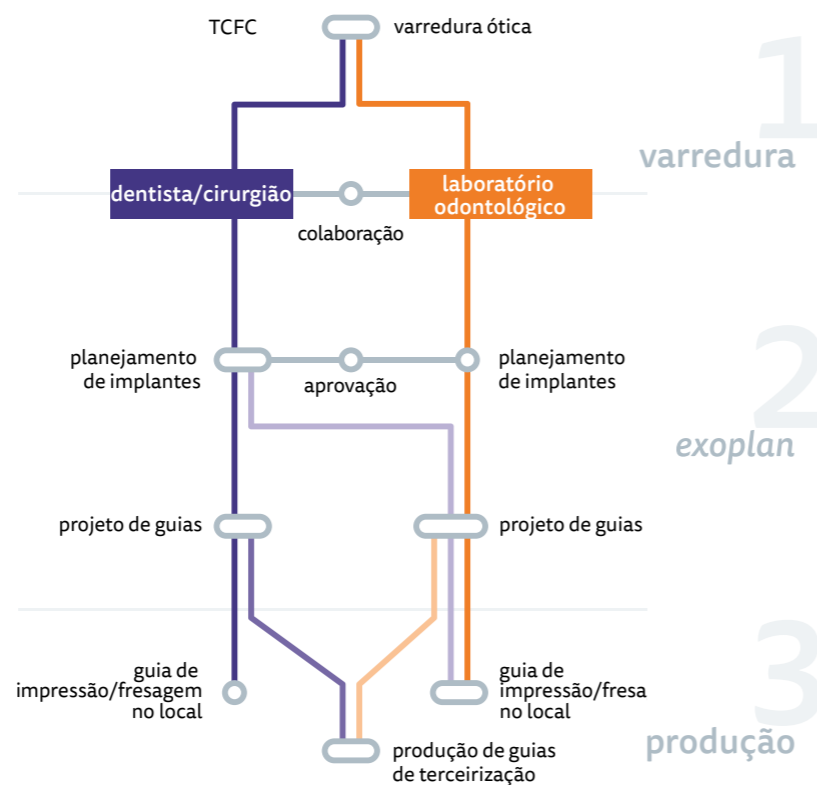 TCFC
varredura ótica
1
varredura
dentista/cirurgião
laboratório
odontológico
colaboração
planejamento
de implantes
aprovação
planejamento
de implantes
2
exoplan
projeto de guias
projeto de guias
guia de
impressão/fresagem
no local
guia de
impressão/fresa
no local
3
produção
produção de guias
de terceirização